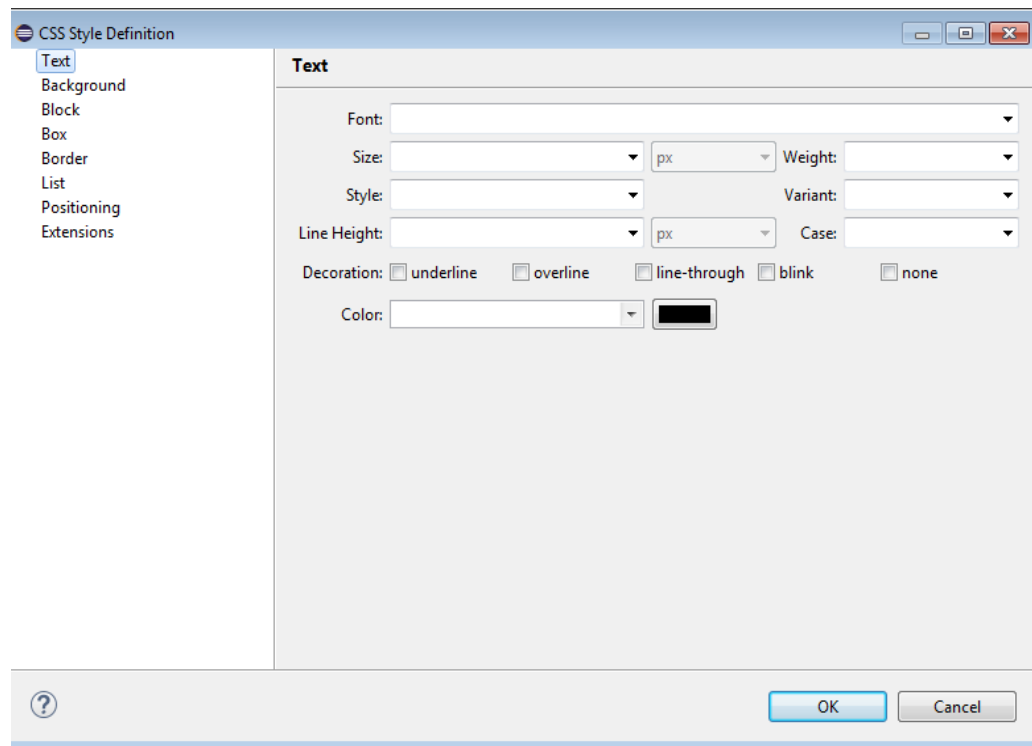 CSS Style Definition
Text
Background
Block
Box
Border
List
Positioning
Extensions
Text
Font:
Size: px Weight:
Style: Variant:
Line Height: px Case:
Decoration: underline overline line-through blink none
Color:
?
OK Cancel